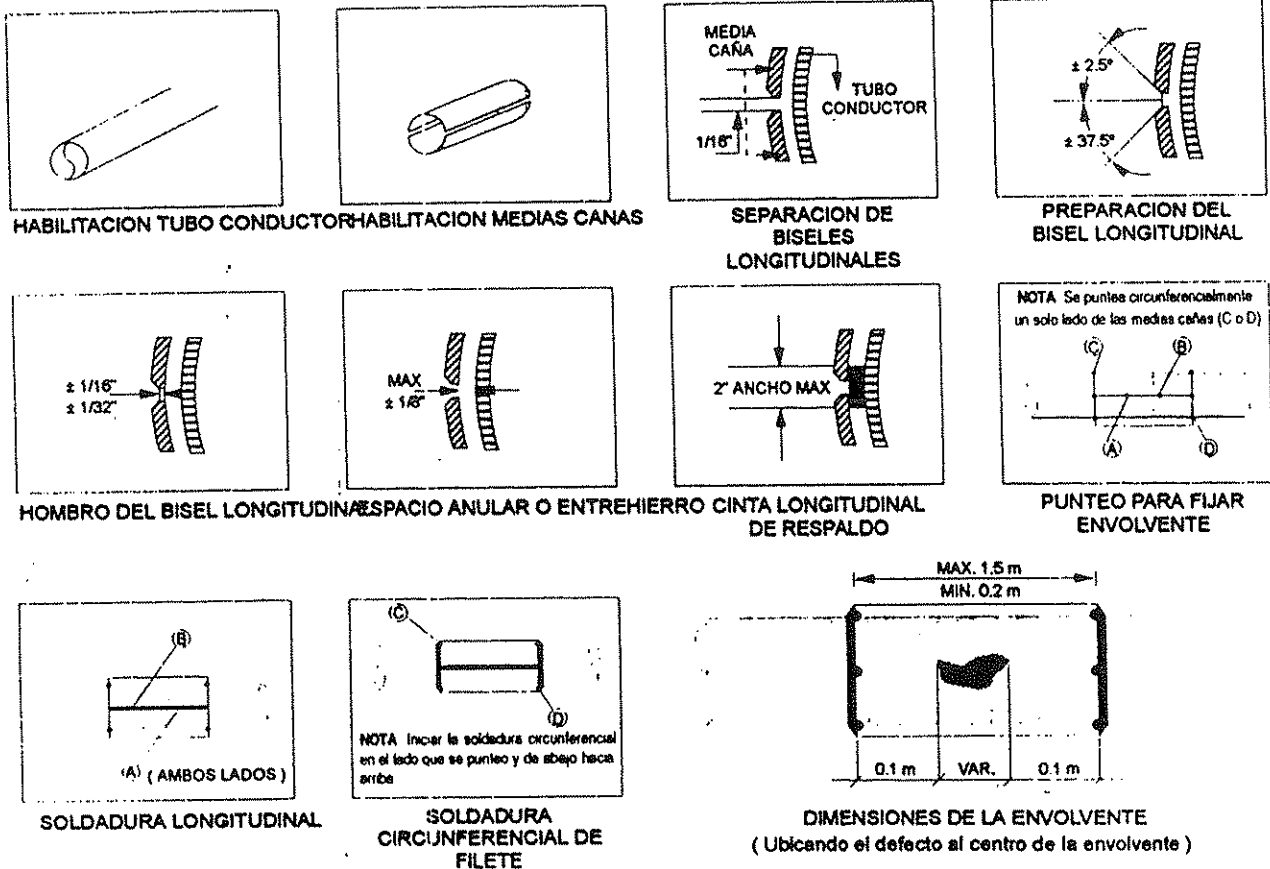 HABILITACION TUBO CONDUCTOR
HABILITACION MEDIAS CANAS
MEDIA
CAÑA
TUBO
CONDUCTOR
1/16"
SEPARACION DE
BISELES
LONGITUDINALES
± 2.5°
± 37.5°
PREPARACION DEL
BISEL LONGITUDINAL
± 1/16"
± 1/32"
HOMBRO DEL BISEL LONGITUDINAL
MAX
± 1/8"
ESPACIO ANULAR O ENTREHIERRO
2" ANCHO MAX
CINTA LONGITUDINAL
DE RESPALDO
NOTA Se puntea circunferencialmente
un solo lado de las medias cañas (C o D)
(C)
(B)
(A)
(D)
PUNTEO PARA FIJAR
ENVOLVENTE
(B)
(A) ( AMBOS LADOS )
SOLDADURA LONGITUDINAL
(C)
(D)
NOTA Iniciar la soldadura circunferencial
en el lado que se punteo y de abajo hacia
arriba
SOLDADURA
CIRCUNFERENCIAL DE
FILETE
MAX. 1.5 m
MIN. 0.2 m
0.1 m
VAR.
0.1 m
DIMENSIONES DE LA ENVOLVENTE
( Ubicando el defecto al centro de la envolvente )